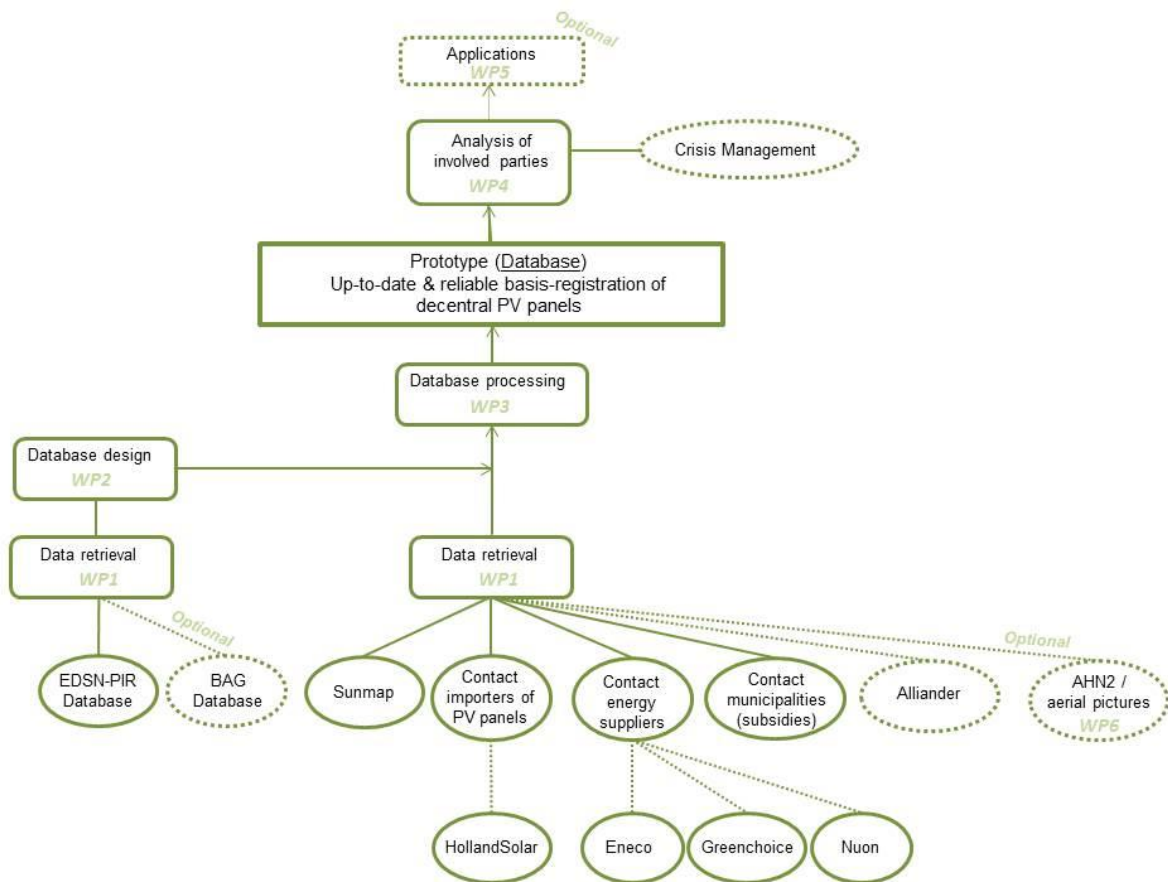 Optional
Applications
WP5
Analysis of
involved parties
WP4
Crisis Management
Prototype (Database)
Up-to-date & reliable basis-registration of
decentral PV panels
Database processing
WP3
Database design
WP2
Data retrieval
WP1
Data retrieval
WP1
Optional
Optional
EDSN-PIR
Database
BAG
Database
Sunmap
Contact
importers of
PV panels
Contact
energy
suppliers
Contact
municipalities
(subsidies)
Alliander
AHN2 /
aerial pictures
WP6
HollandSolar
Eneco
Greenchoice
Nuon